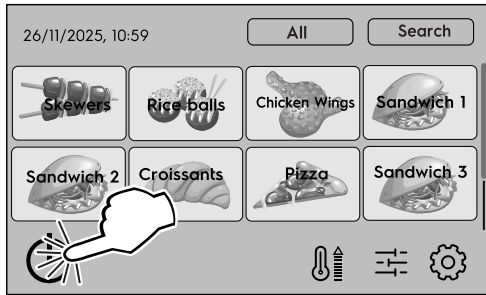 26/11/2025, 10:59 All Search
Skewers Rice balls Chicken Wings Sandwich 1
Sandwich 2 Croissants Pizza Sandwich 3